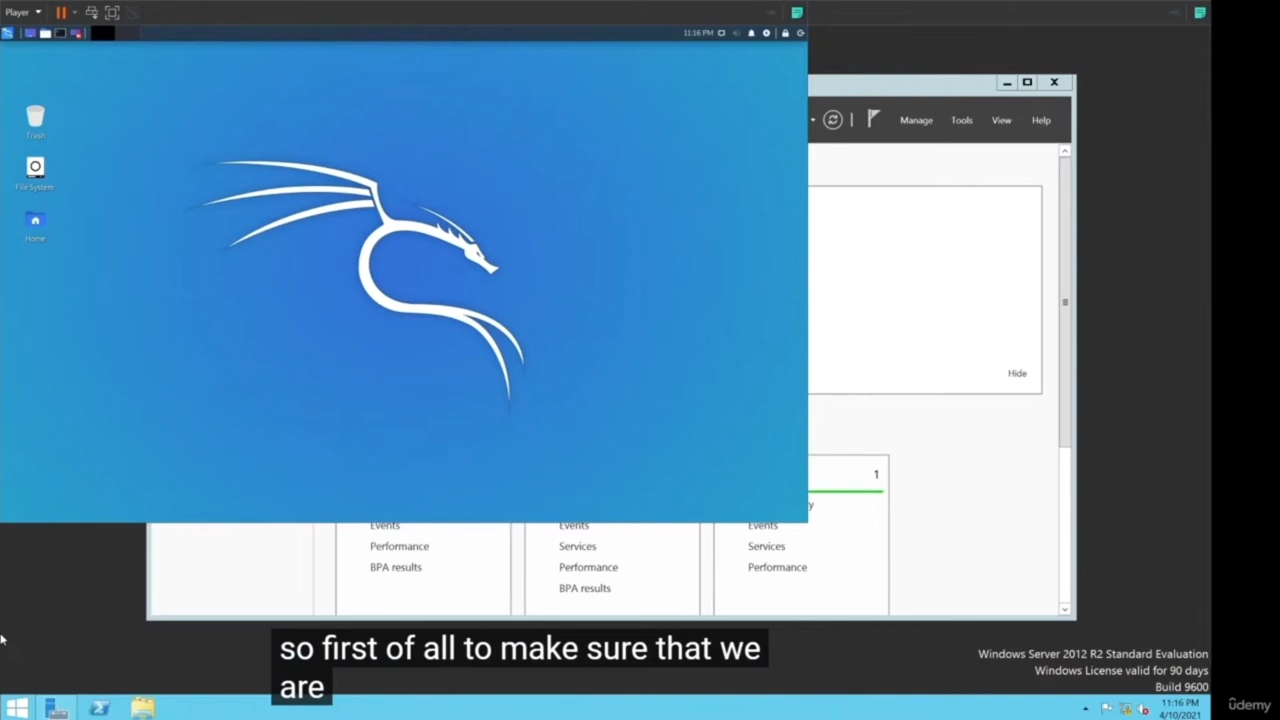 Player
11:16 PM
Trash
File System
Home
Manage Tools View Help
Hide
1
y
Events
Performance
BPA results
Events
Services
Performance
BPA results
Events
Services
Performance
so first of all to make sure that we
are
Windows Server 2012 R2 Standard Evaluation
Windows License valid for 90 days
Build 9600
11:16 PM
4/10/2021
ûdemy